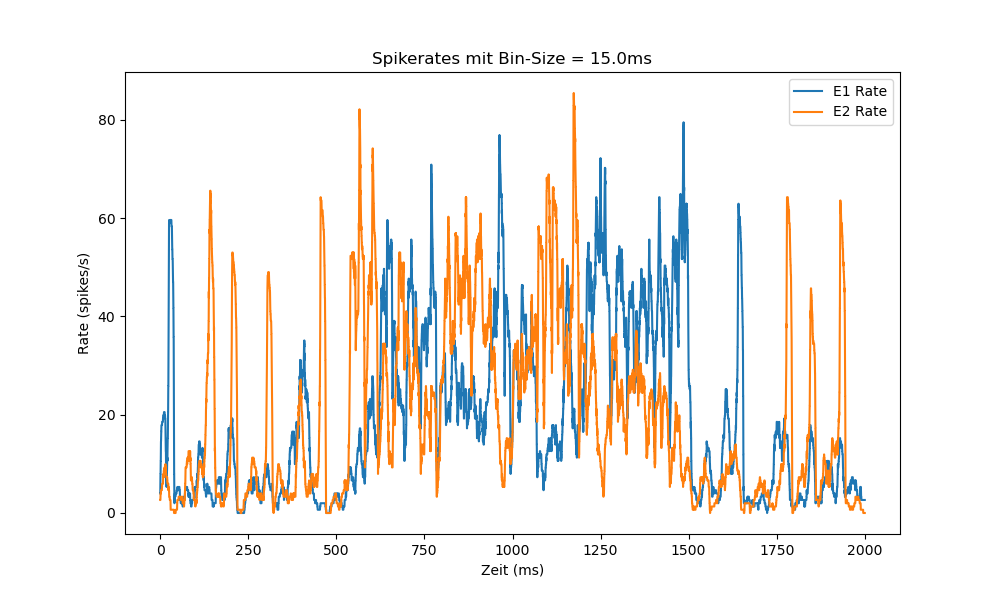 Spikerates mit Bin-Size = 15.0ms
E1 Rate
E2 Rate
80
60
40
20
0
Rate (spikes/s)
0 250 500 750 1000 1250 1500 1750 2000
Zeit (ms)